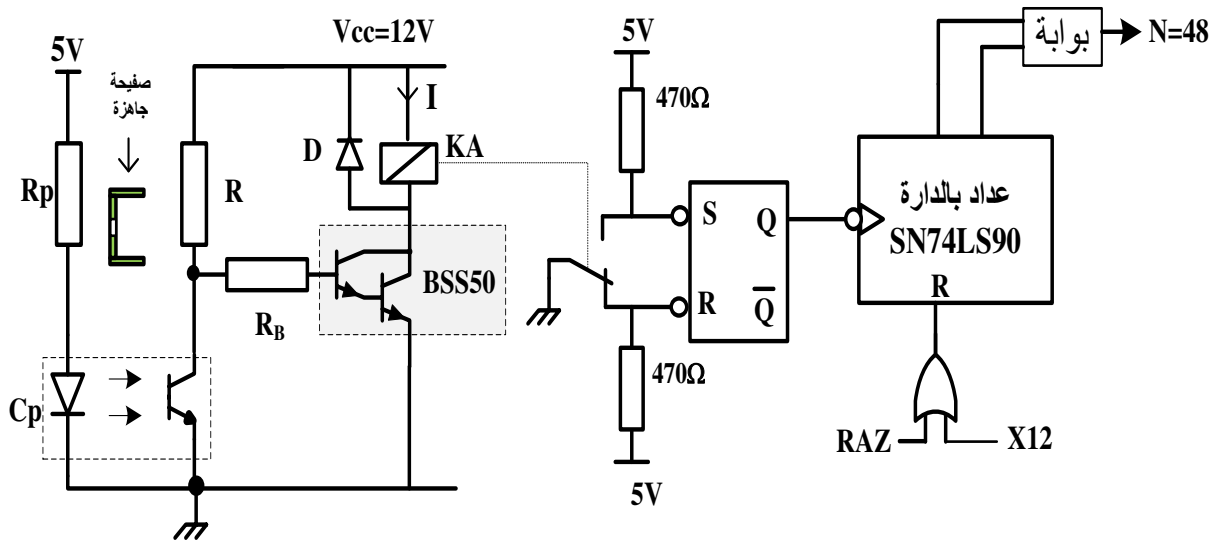 5V
صفيحة
جاهزة
Rp
Cp
R
R_B
Vcc=12V
I
D
KA
BSS50
5V
470Ω
S
Q
R
Q̅
470Ω
5V
بوابة
N=48
عداد بالدارة
SN74LS90
R
RAZ
X12